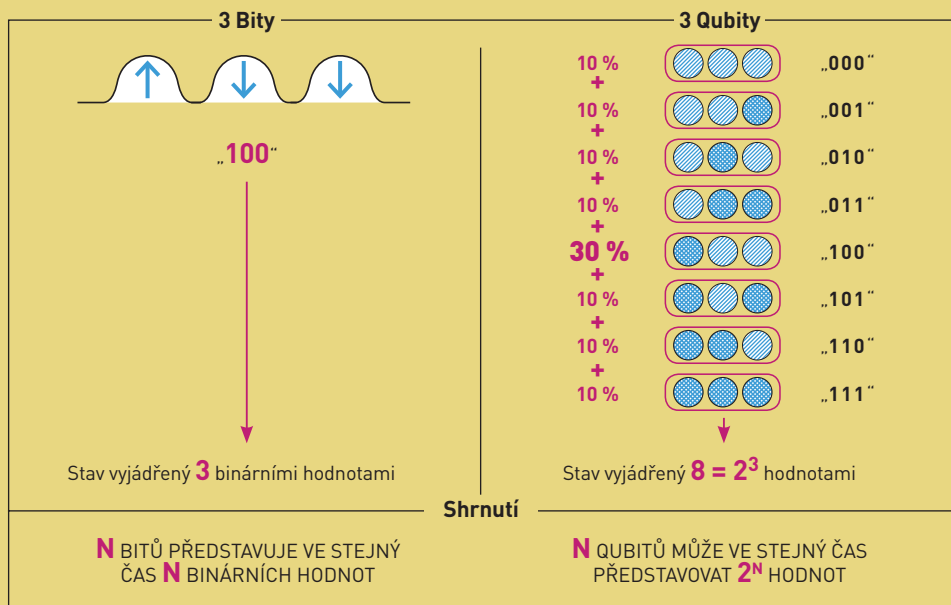 3 Bity
„100“
Stav vyjádřený 3 binárními hodnotami
3 Qubity
10 % „000“
+
10 % „001“
+
10 % „010“
+
10 % „011“
+
30 % „100“
+
10 % „101“
+
10 % „110“
+
10 % „111“
Stav vyjádřený 8 = 2³ hodnotami
Shrnutí
N BITŮ PŘEDSTAVUJE VE STEJNÝ
ČAS N BINÁRNÍCH HODNOT
N QUBITŮ MŮŽE VE STEJNÝ ČAS
PŘEDSTAVOVAT 2ᴺ HODNOT